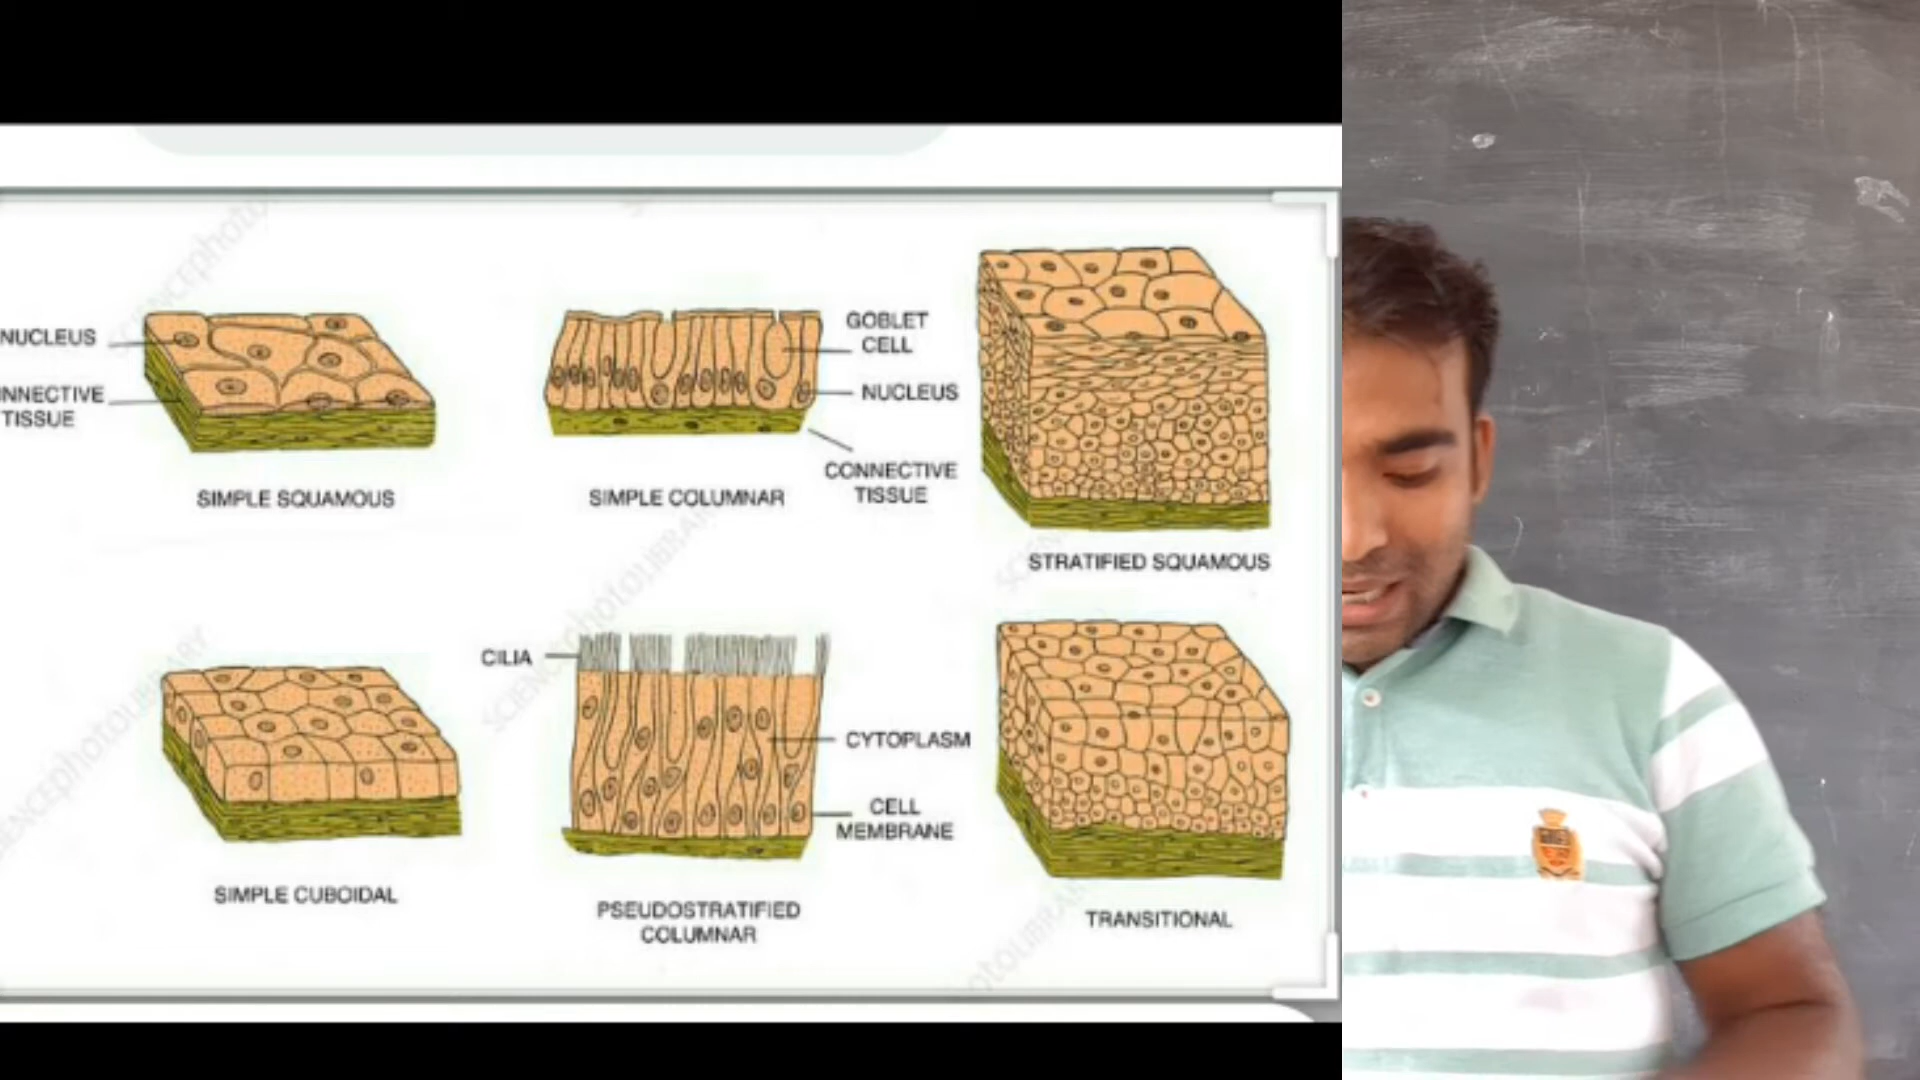 NUCLEUS
NNECTIVE
TISSUE
SIMPLE SQUAMOUS
GOBLET
CELL
NUCLEUS
CONNECTIVE
TISSUE
SIMPLE COLUMNAR
STRATIFIED SQUAMOUS
SIMPLE CUBOIDAL
CILIA
CYTOPLASM
CELL
MEMBRANE
PSEUDOSTRATIFIED
COLUMNAR
TRANSITIONAL